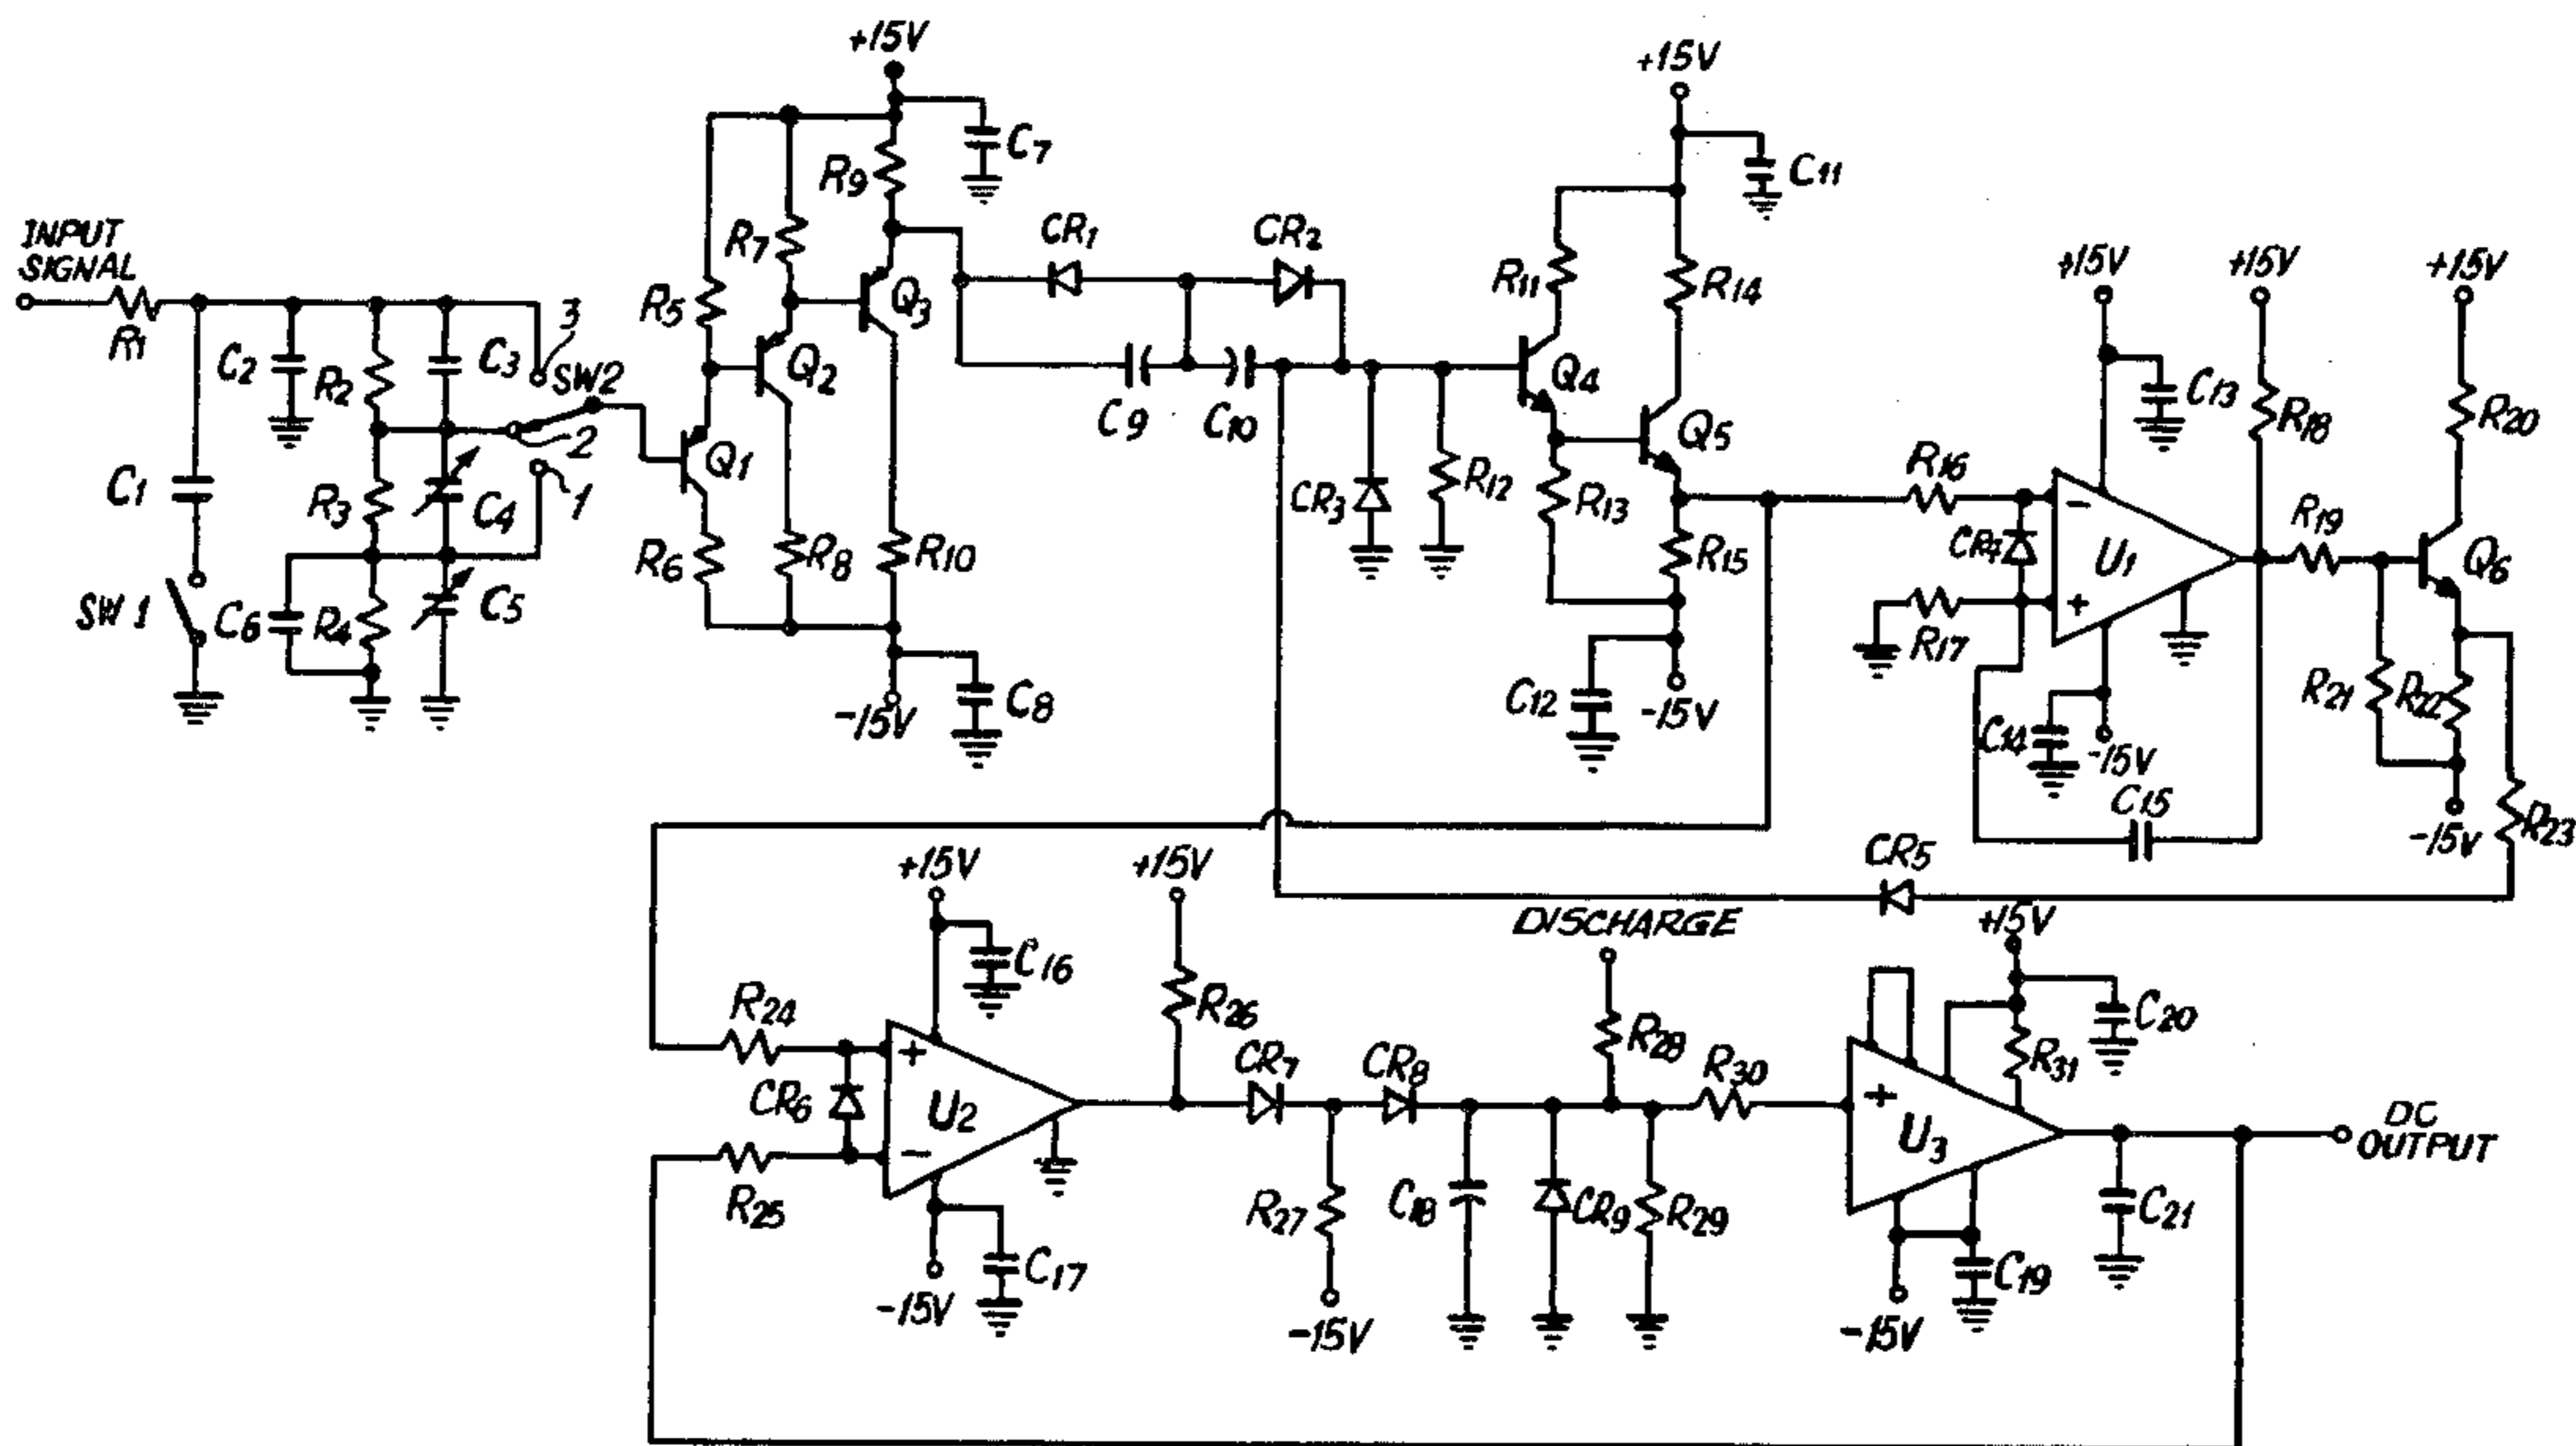 INPUT
SIGNAL
R1
C1
SW1
C2
R2
C3
3
SW2
2
1
R3
C4
C6
R4
C5
+15V
R5
R7
R9
C7
Q1
Q2
Q3
R6
R8
R10
-15V
C8
CR1
CR2
C9
C10
CR3
R12
+15V
C11
R11
R14
Q4
Q5
R13
R15
C12
-15V
R16
CR4
R17
+15V
C13
-
+
U1
C14
-15V
C15
+15V
R18
R19
+15V
R20
Q6
R21
R22
-15V
R23
CR5
R24
CR6
R25
+15V
C16
+
-
U2
-15V
C17
+15V
R26
CR7
R27
-15V
CR8
C18
CR9
DISCHARGE
R28
R29
R30
+
U3
+15V
C20
R31
-15V
C19
C21
DC
OUTPUT